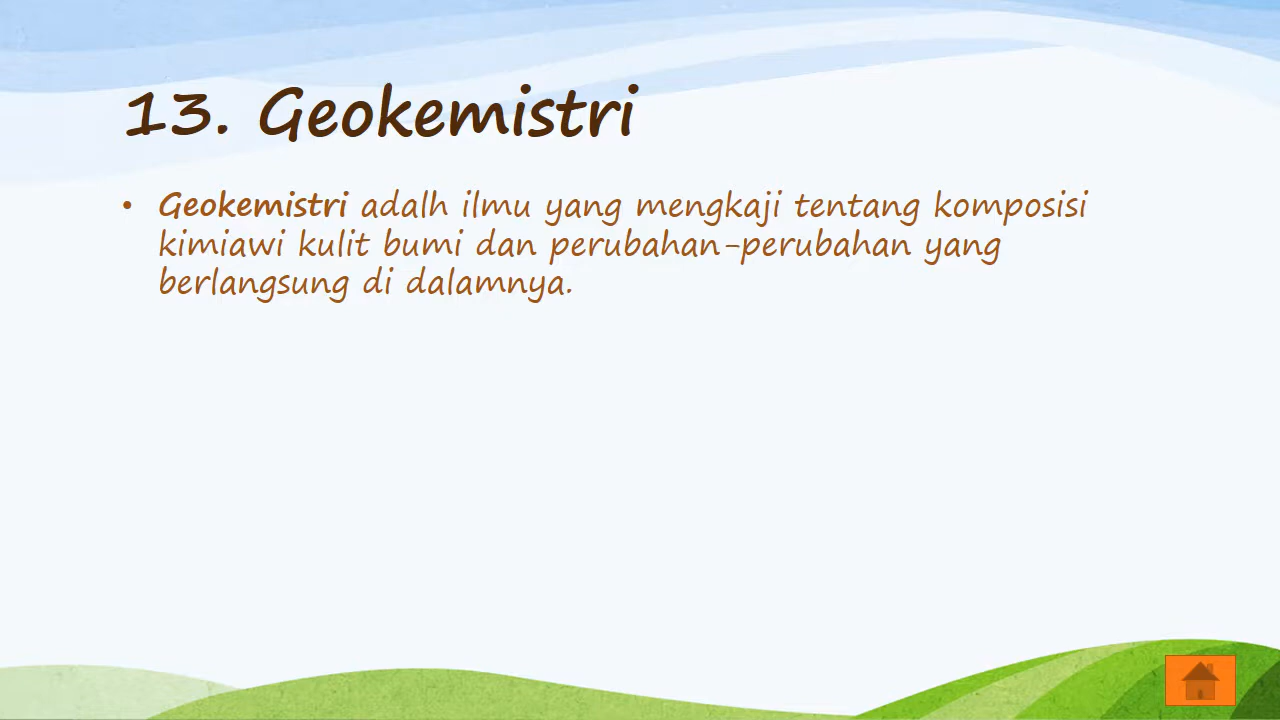 13. Geokemistri
• Geokemistri adalh ilmu yang mengkaji tentang komposisi
kimiawi kulit bumi dan perubahan-perubahan yang
berlangsung di dalamnya.